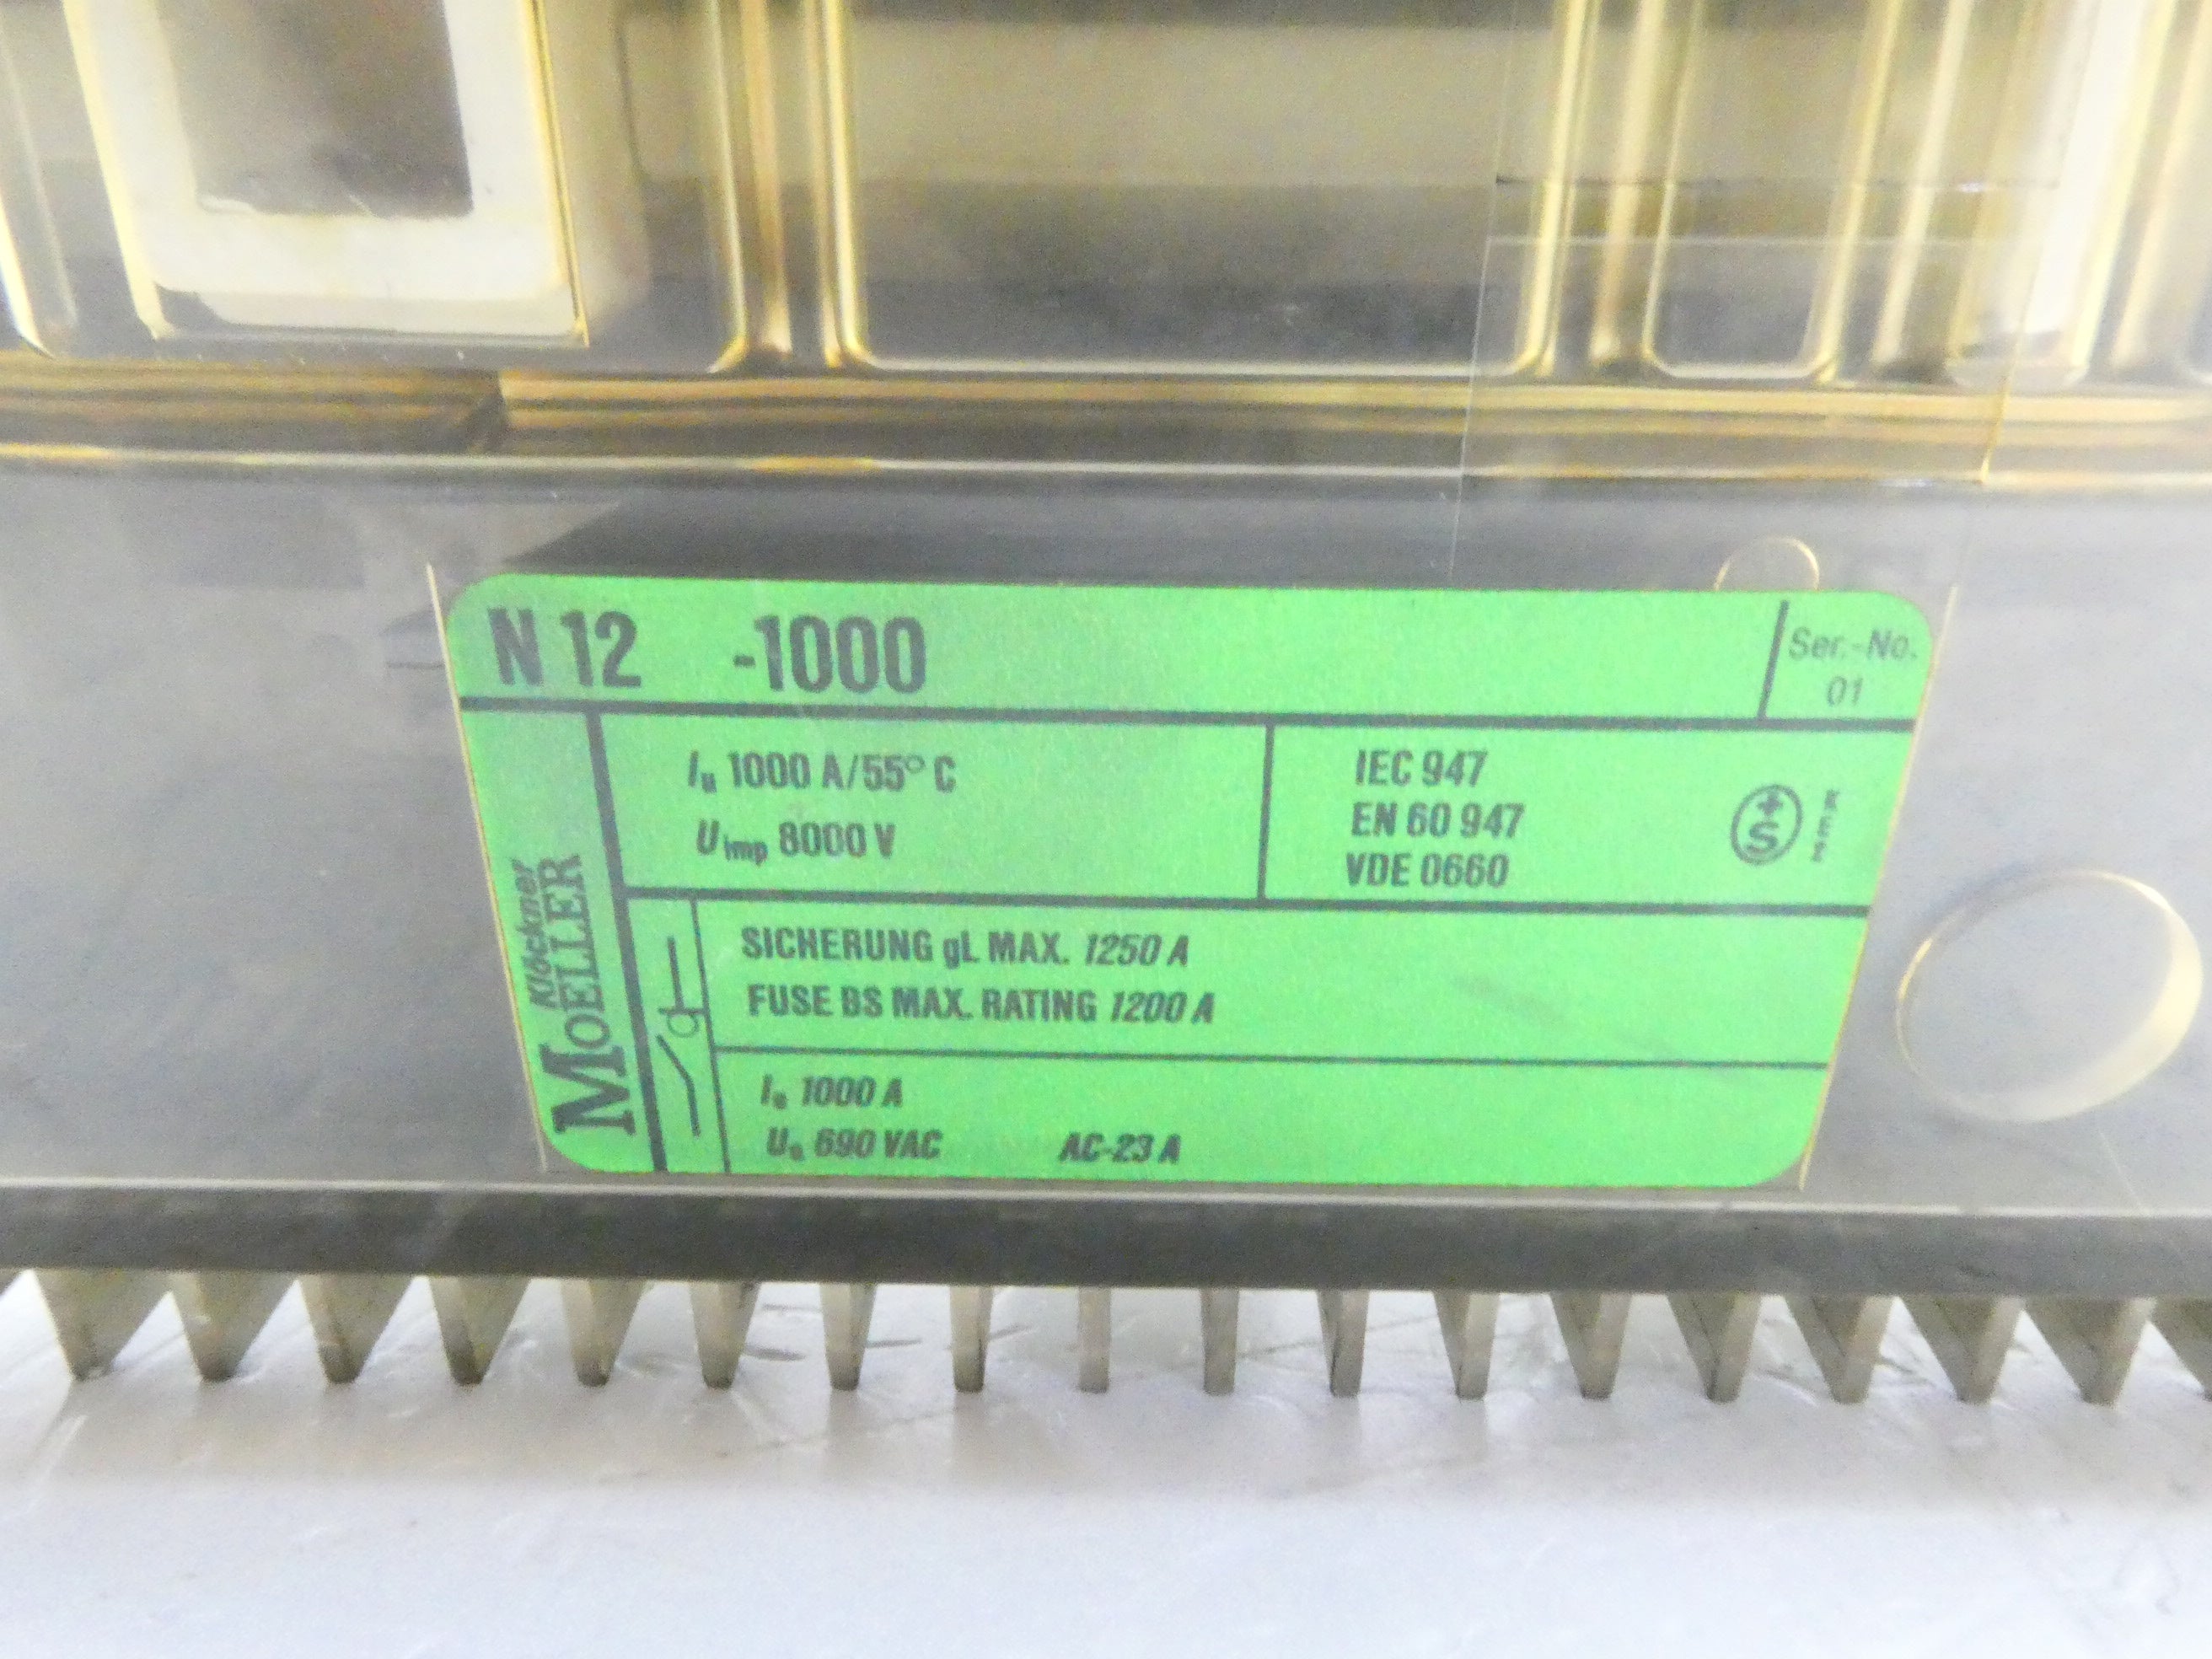 N 12 -1000
Ser.-No.
01
Iu 1000 A/55° C
Uimp 8000 V
IEC 947
EN 60 947
VDE 0660
+S
Klöckner
MOELLER
SICHERUNG gL MAX. 1250 A
FUSE BS MAX. RATING 1200 A
Ie 1000 A
Ue 690 VAC AC-23 A